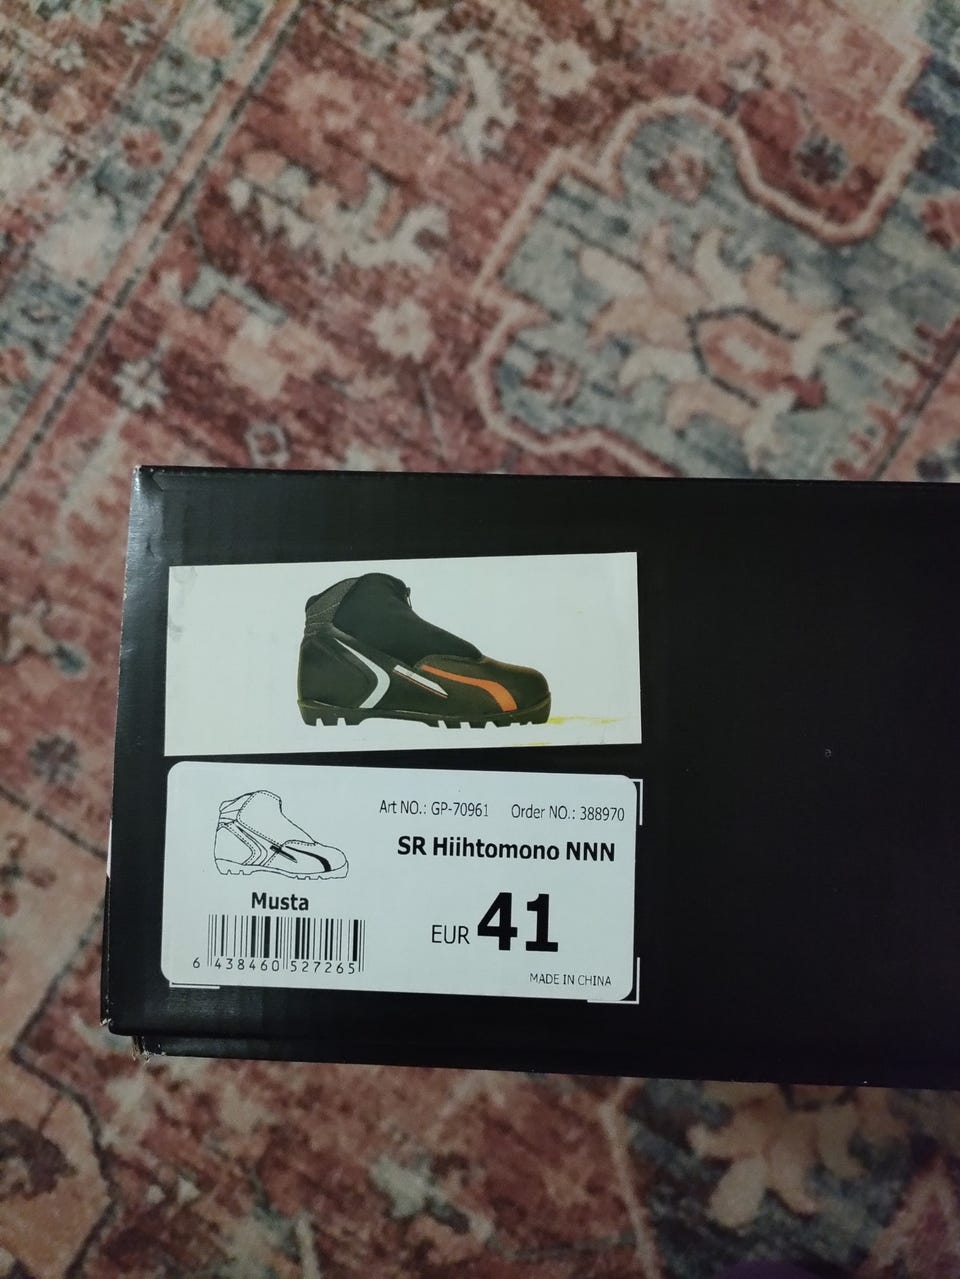 Art NO.: GP-70961 Order NO.: 388970
SR Hiihtomono NNN
Musta
EUR 41
6 438460 527265
MADE IN CHINA